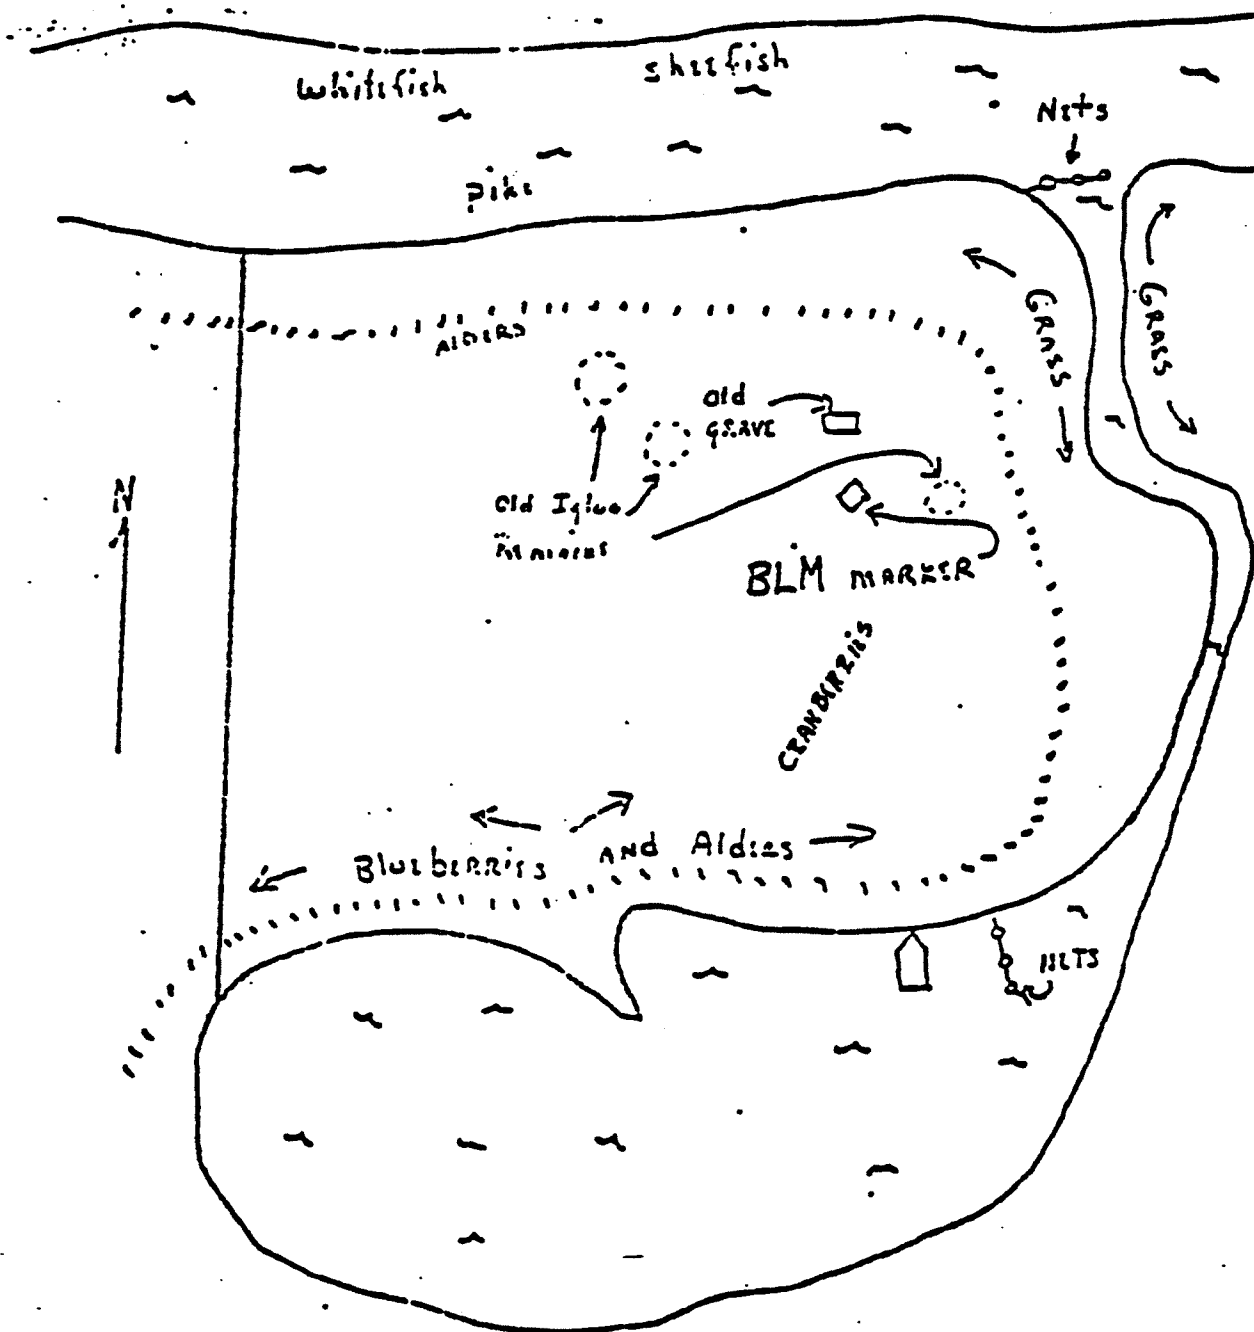 Whitefish
Sheefish
Nets
Pike
GRASS
GRASS
ALDERS
Old
GRAVE
N
Old Igloo
BLM MARKER
CRANBERRIES
Blueberries AND Alders
NETS